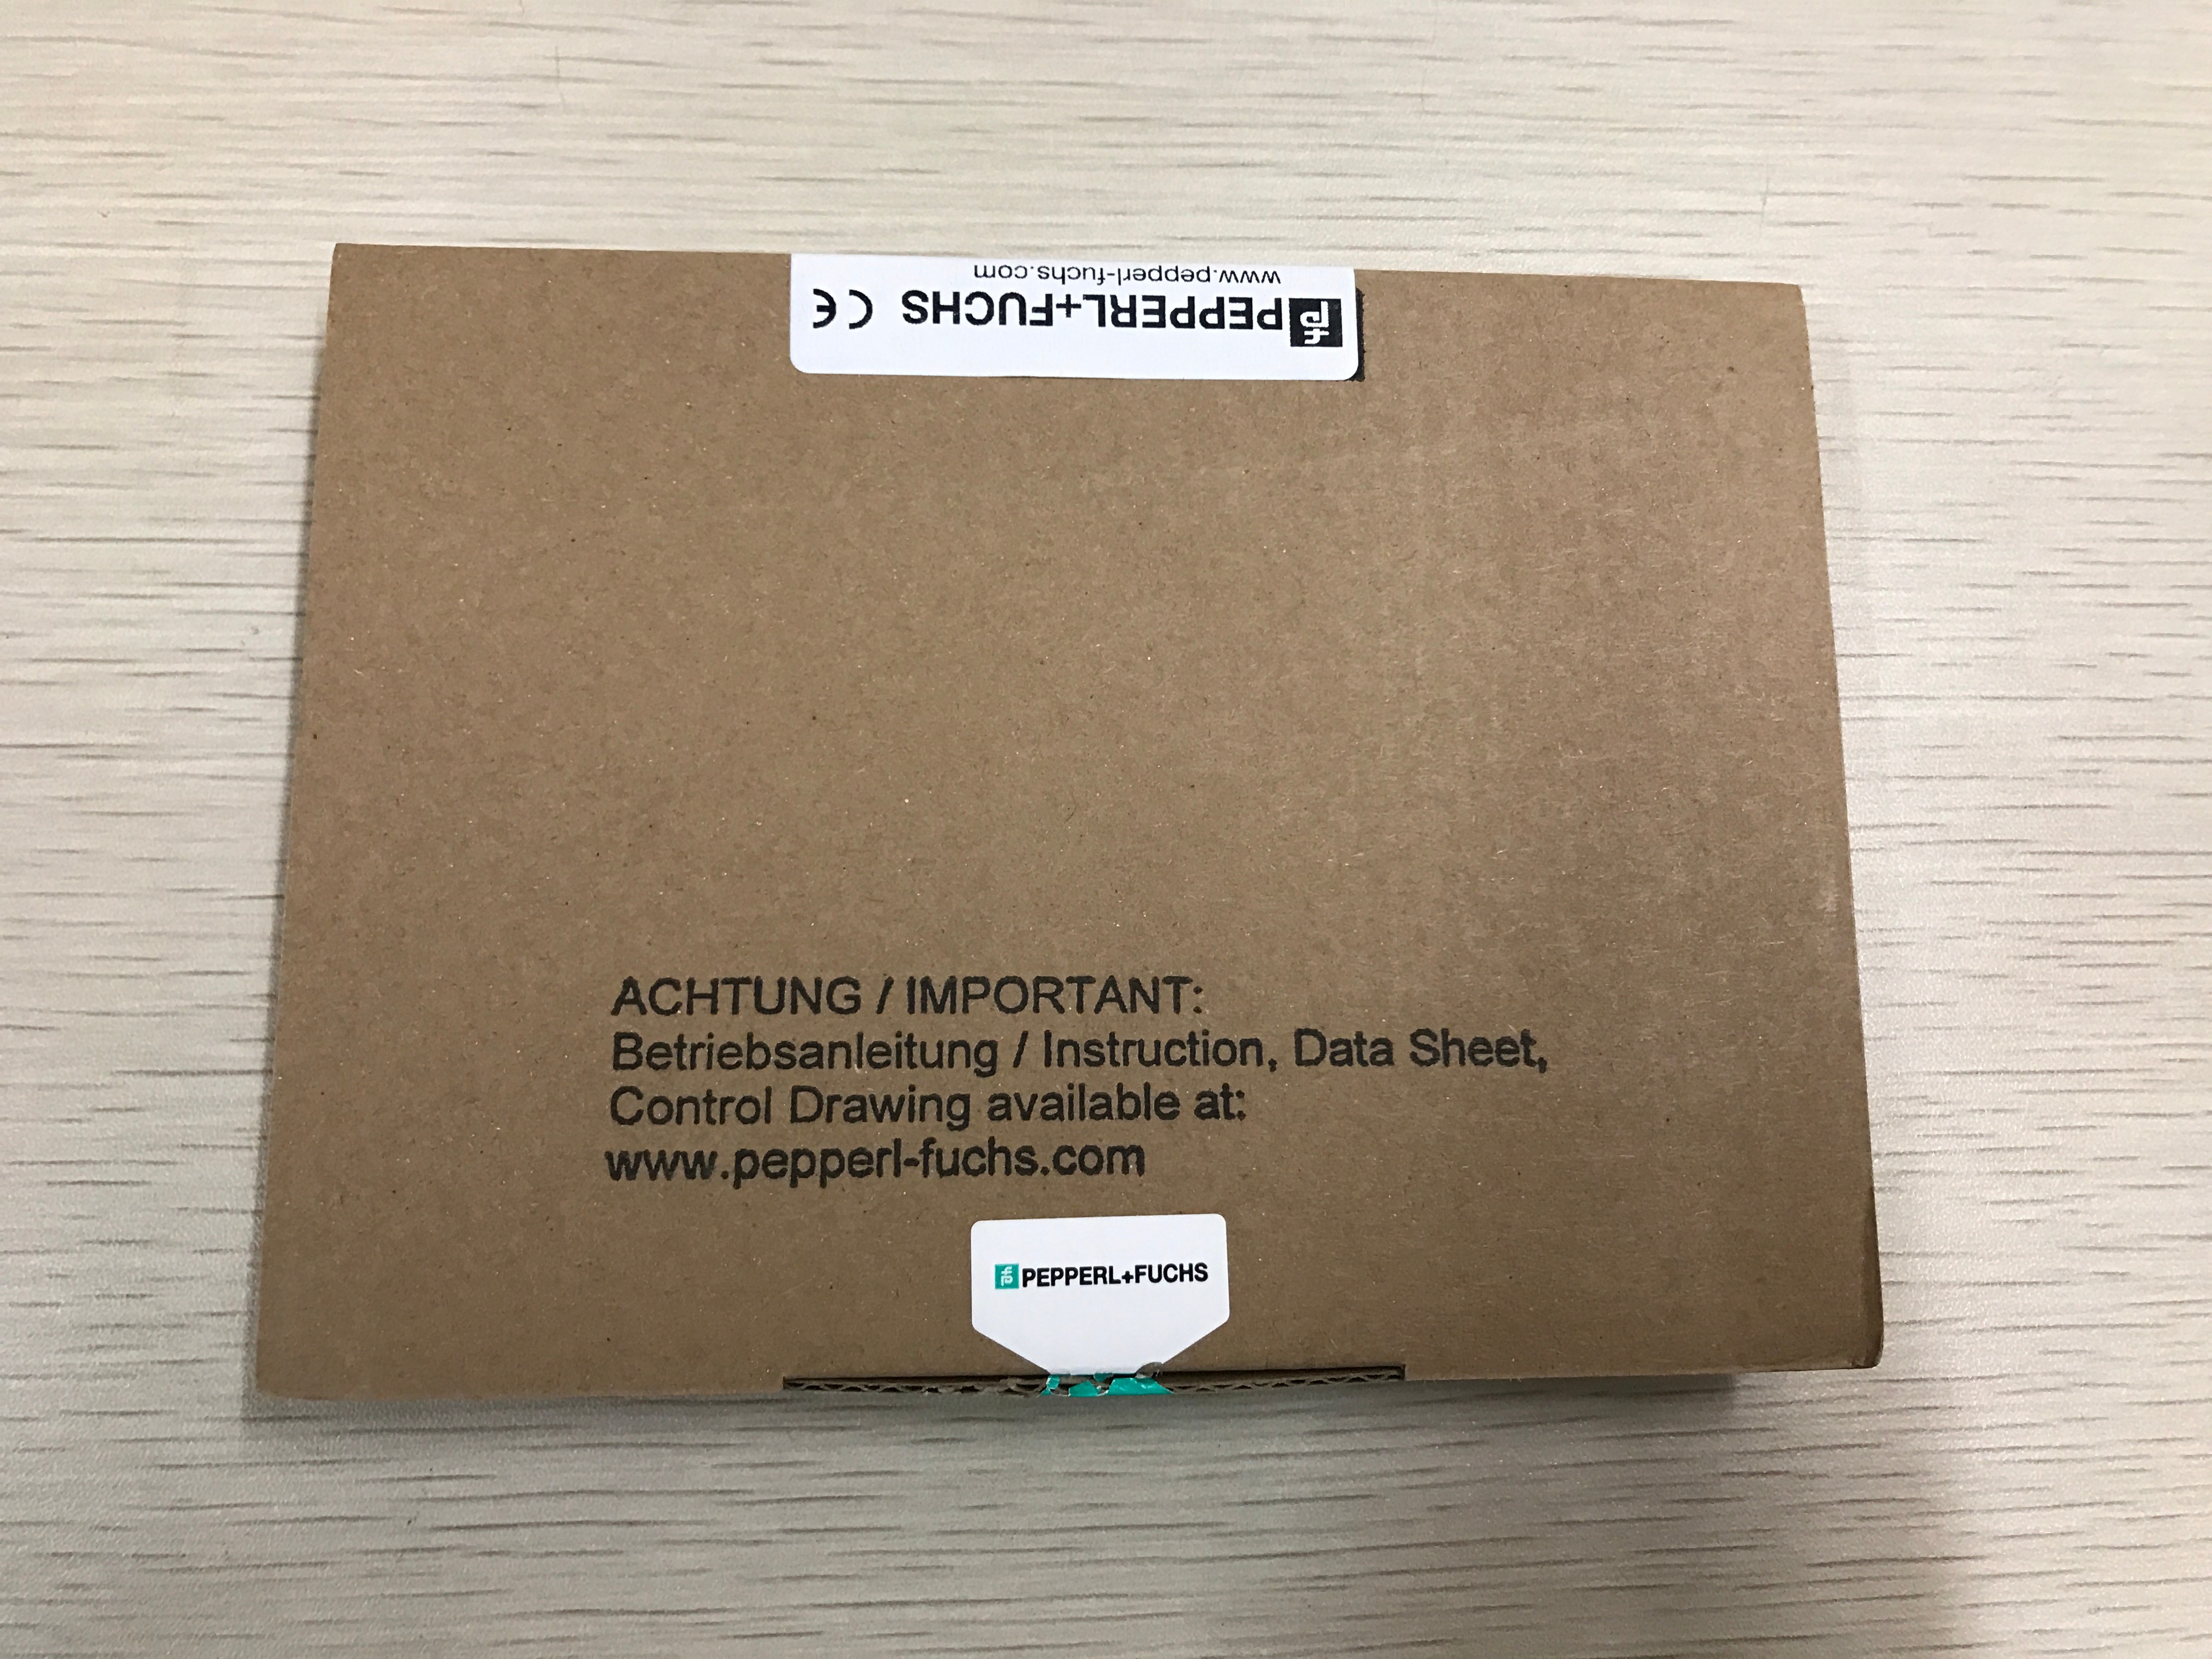 www.pepperl-fuchs.com
PEPPERL+FUCHS CE
ACHTUNG / IMPORTANT:
Betriebsanleitung / Instruction, Data Sheet,
Control Drawing available at:
www.pepperl-fuchs.com
PEPPERL+FUCHS